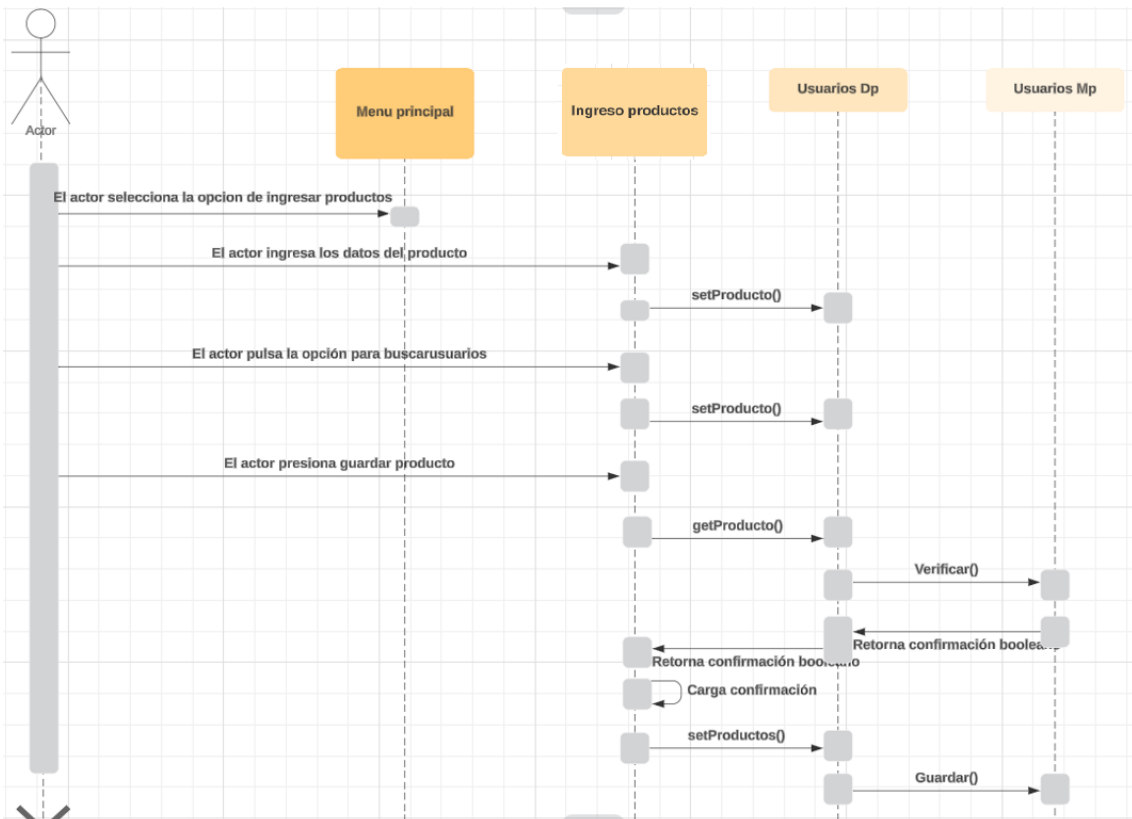 Actor
Menu principal
Ingreso productos
Usuarios Dp
Usuarios Mp
El actor selecciona la opcion de ingresar productos
El actor ingresa los datos del producto
setProducto()
El actor pulsa la opción para buscarusuarios
setProducto()
El actor presiona guardar producto
getProducto()
Verificar()
Retorna confirmación booleano
Retorna confirmación booleano
Carga confirmación
setProductos()
Guardar()